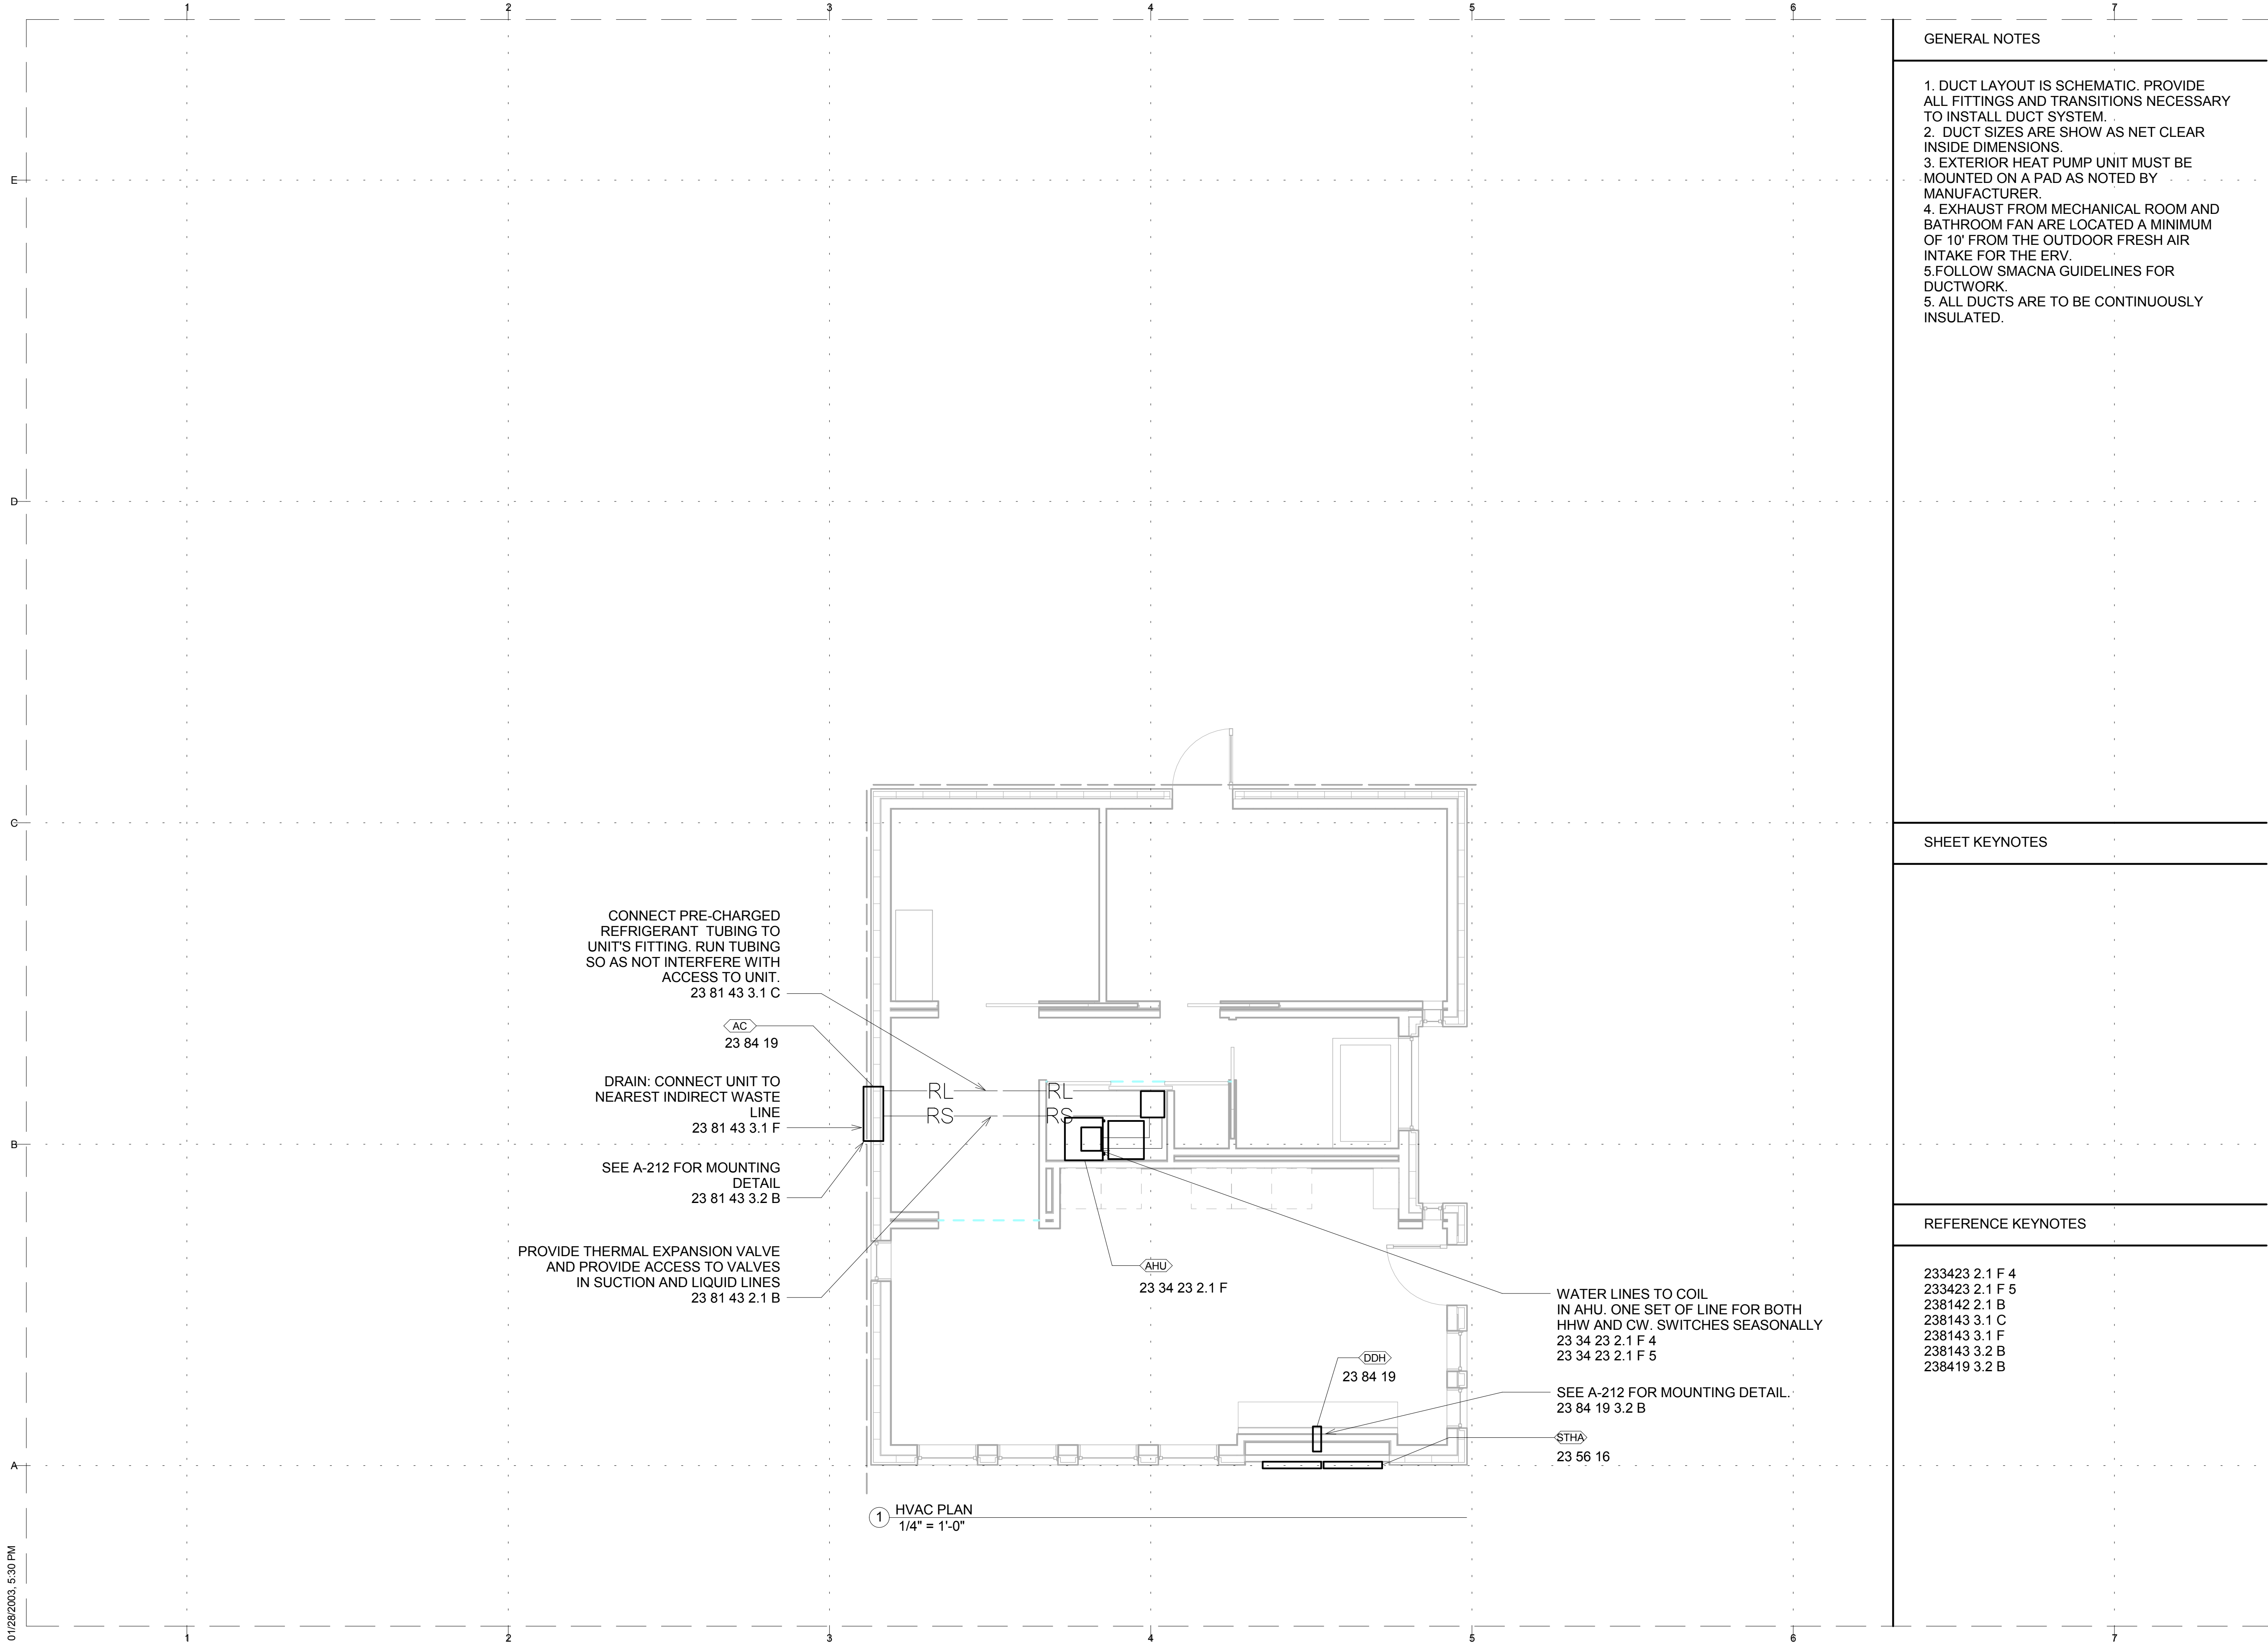 1 2 3 4 5 6 7
E
D
C
B
A
GENERAL NOTES
1. DUCT LAYOUT IS SCHEMATIC. PROVIDE
ALL FITTINGS AND TRANSITIONS NECESSARY
TO INSTALL DUCT SYSTEM.
2. DUCT SIZES ARE SHOW AS NET CLEAR
INSIDE DIMENSIONS.
3. EXTERIOR HEAT PUMP UNIT MUST BE
MOUNTED ON A PAD AS NOTED BY
MANUFACTURER.
4. EXHAUST FROM MECHANICAL ROOM AND
BATHROOM FAN ARE LOCATED A MINIMUM
OF 10' FROM THE OUTDOOR FRESH AIR
INTAKE FOR THE ERV.
5.FOLLOW SMACNA GUIDELINES FOR
DUCTWORK.
5. ALL DUCTS ARE TO BE CONTINUOUSLY
INSULATED.
SHEET KEYNOTES
REFERENCE KEYNOTES
233423 2.1 F 4
233423 2.1 F 5
238142 2.1 B
238143 3.1 C
238143 3.1 F
238143 3.2 B
238419 3.2 B
CONNECT PRE-CHARGED
REFRIGERANT TUBING TO
UNIT'S FITTING. RUN TUBING
SO AS NOT INTERFERE WITH
ACCESS TO UNIT.
23 81 43 3.1 C
AC
23 84 19
DRAIN: CONNECT UNIT TO
NEAREST INDIRECT WASTE
LINE
23 81 43 3.1 F
SEE A-212 FOR MOUNTING
DETAIL
23 81 43 3.2 B
PROVIDE THERMAL EXPANSION VALVE
AND PROVIDE ACCESS TO VALVES
IN SUCTION AND LIQUID LINES
23 81 43 2.1 B
RL RL
RS RS
AHU
23 34 23 2.1 F
WATER LINES TO COIL
IN AHU. ONE SET OF LINE FOR BOTH
HHW AND CW. SWITCHES SEASONALLY
23 34 23 2.1 F 4
23 34 23 2.1 F 5
DDH
23 84 19
SEE A-212 FOR MOUNTING DETAIL.
23 84 19 3.2 B
STHA
23 56 16
1 HVAC PLAN
1/4" = 1'-0"
01/28/2003, 5:30 PM
1 2 3 4 5 6 7